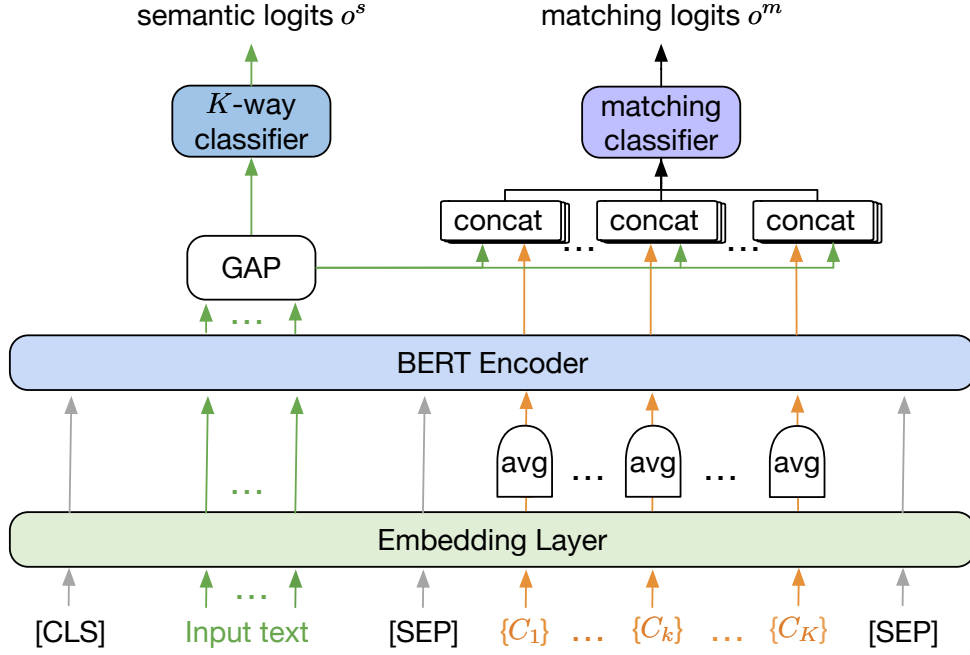 semantic logits $o^s$
matching logits $o^m$
$K$-way
classifier
matching
classifier
concat
concat
concat
... ...
GAP
...
BERT Encoder
avg ... avg ... avg
...
Embedding Layer
...
[CLS] Input text [SEP] {$C_1$} ... {$C_k$} ... {$C_K$} [SEP]